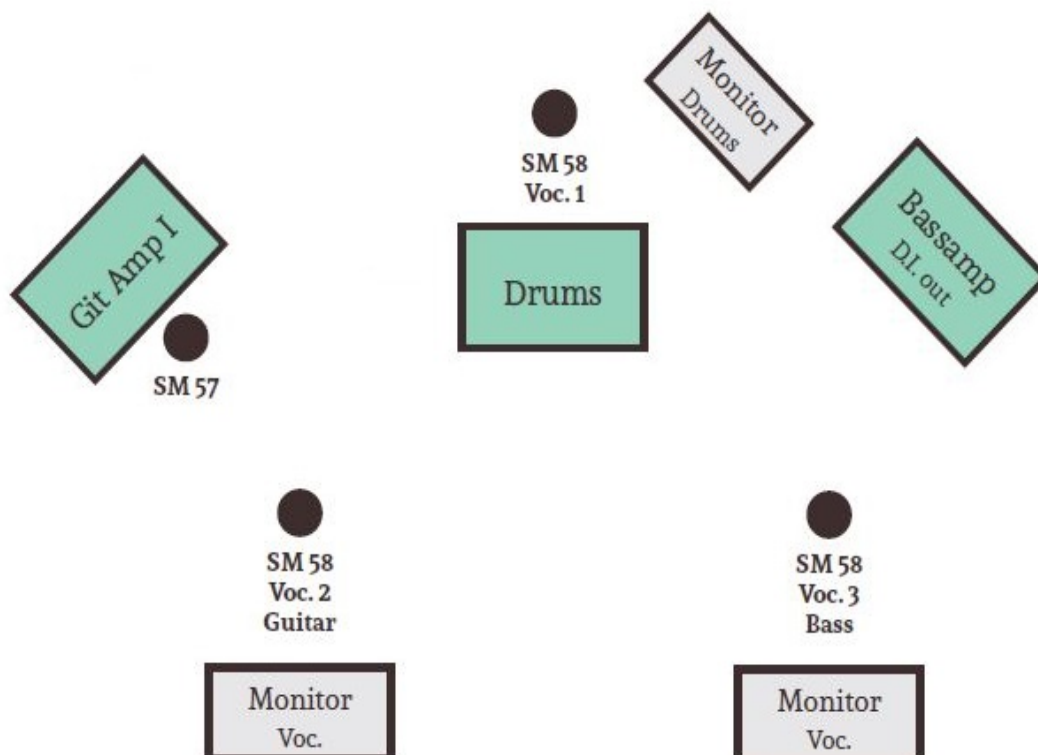 Monitor
Drums
SM 58
Voc. 1
Git Amp I
Drums
Bassamp
D.I. out
SM 57
SM 58
Voc. 2
Guitar
SM 58
Voc. 3
Bass
Monitor
Voc.
Monitor
Voc.